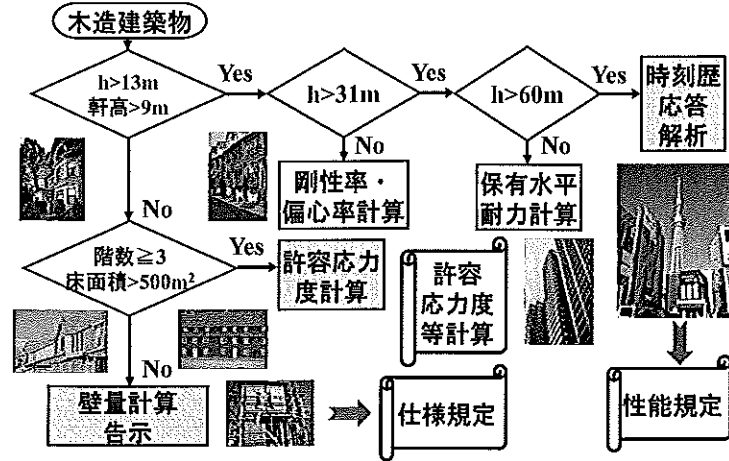 木造建築物
h>13m
軒高>9m
Yes
h>31m
Yes
h>60m
Yes
時刻歴
応答
解析
No
剛性率・
偏心率計算
No
保有水平
耐力計算
No
階数≧3
床面積>500m²
Yes
許容応力
度計算
許容
応力度
等計算
No
壁量計算
告示
仕様規定
性能規定